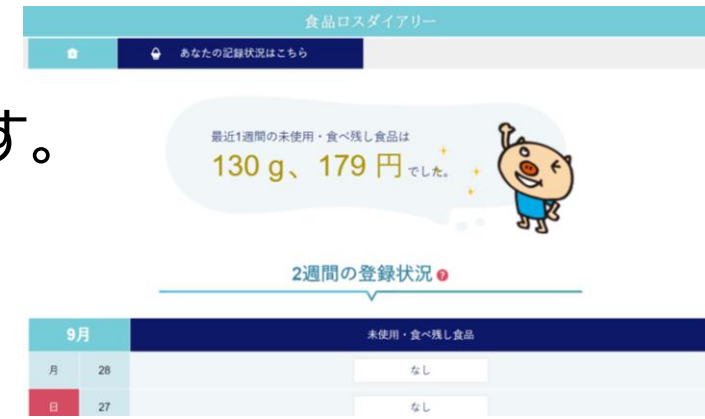 食品ロスダイアリー
あなたの記録状況はこちら
す。
最近1週間の未使用・食べ残し食品は
130 g、 179 円 でした。
2週間の登録状況 ?
9月 未使用・食べ残し食品
月 28 なし
日 27 なし